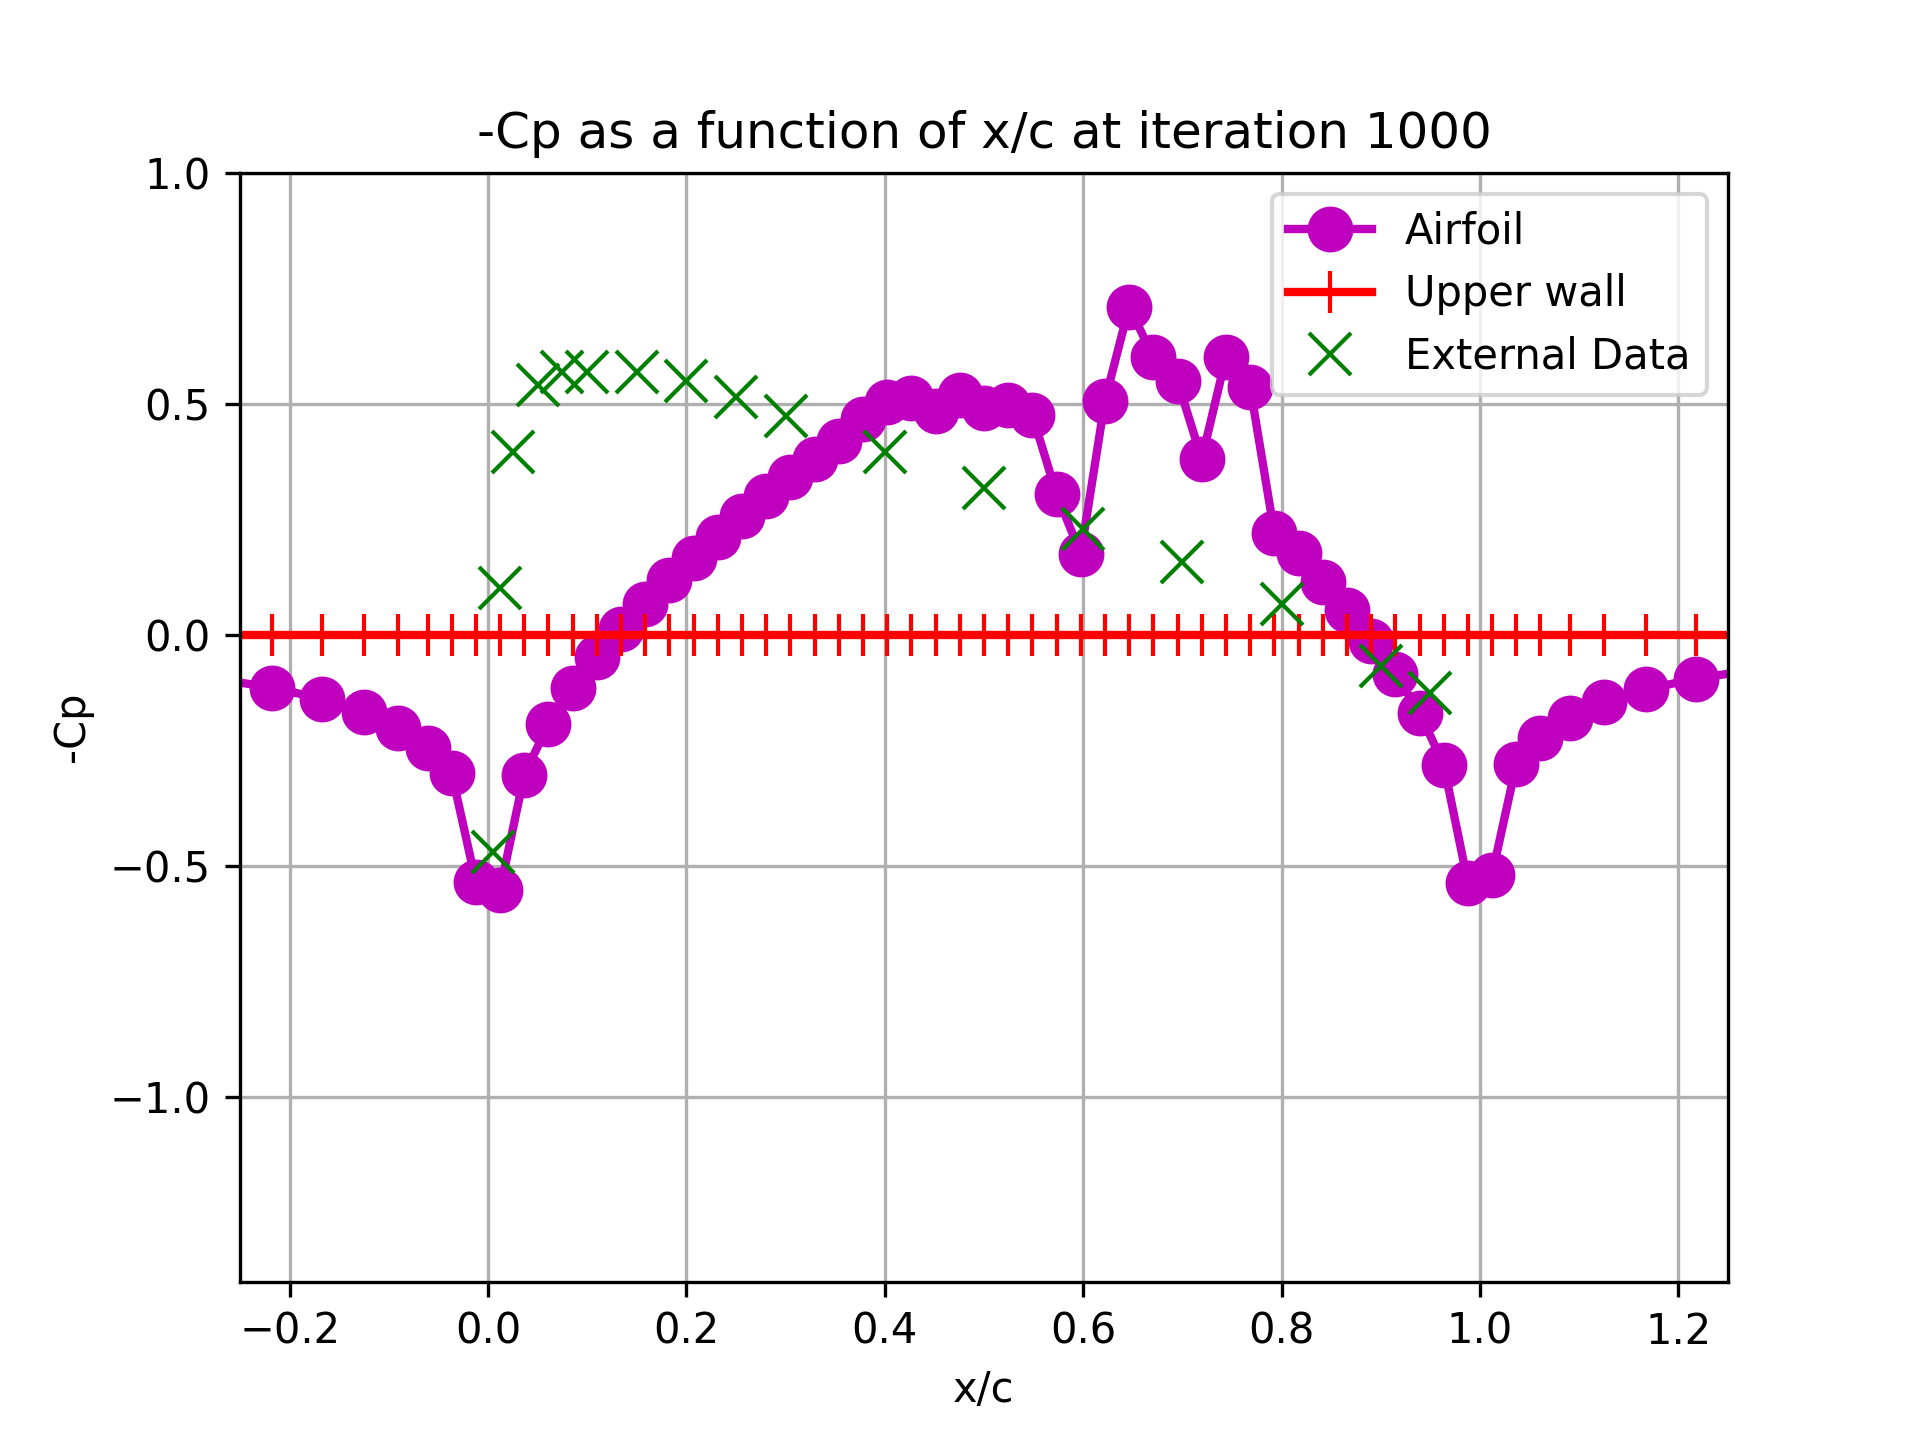 -Cp as a function of x/c at iteration 1000
1.0
0.5
0.0
−0.5
−1.0
-Cp
Airfoil
Upper wall
External Data
−0.2 0.0 0.2 0.4 0.6 0.8 1.0 1.2
x/c